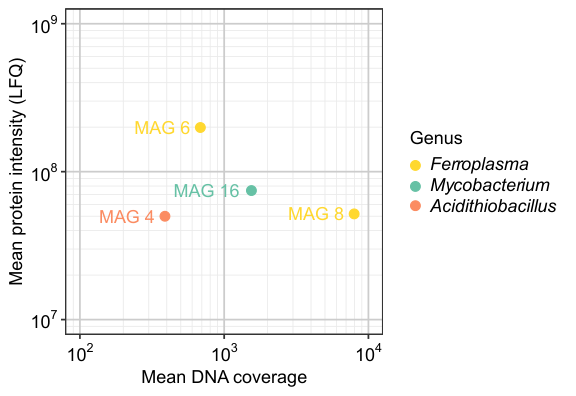 Mean protein intensity (LFQ)
10⁹
10⁸
10⁷
MAG 6
MAG 16
MAG 4
MAG 8
10²
10³
10⁴
Mean DNA coverage
Genus
Ferroplasma
Mycobacterium
Acidithiobacillus